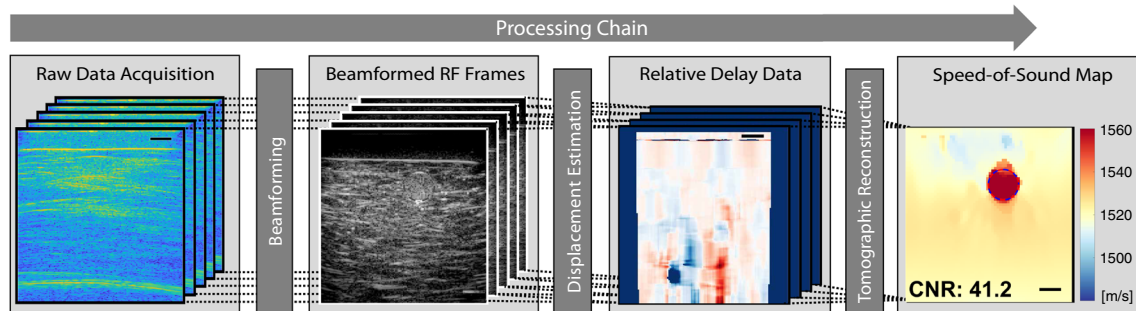 Processing Chain
Raw Data Acquisition
Beamforming
Beamformed RF Frames
Displacement Estimation
Relative Delay Data
Tomographic Reconstruction
Speed-of-Sound Map
1560
1540
1520
1500
[m/s]
CNR: 41.2